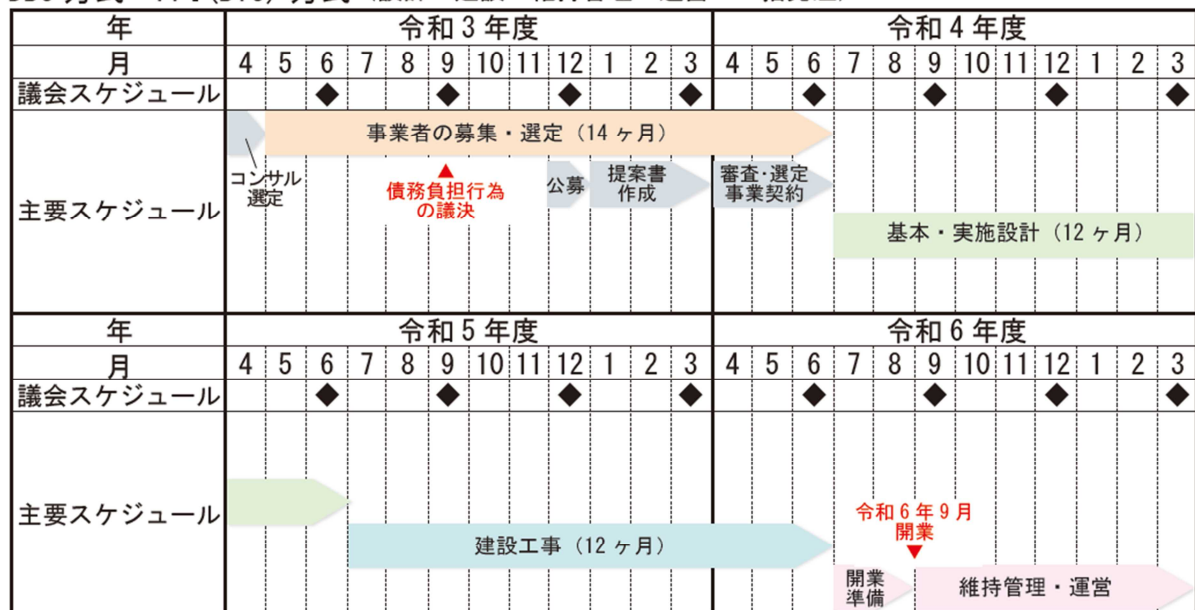 年 令和3年度 令和4年度
月 4 5 6 7 8 9 10 11 12 1 2 3 4 5 6 7 8 9 10 11 12 1 2 3
議会スケジュール ◆ ◆ ◆ ◆ ◆ ◆ ◆ ◆
主要スケジュール
事業者の募集・選定（14ヶ月）
コンサル
選定
▲
債務負担行為
の議決
公募
提案書
作成
審査・選定
事業契約
基本・実施設計（12ヶ月）
年 令和5年度 令和6年度
月 4 5 6 7 8 9 10 11 12 1 2 3 4 5 6 7 8 9 10 11 12 1 2 3
議会スケジュール ◆ ◆ ◆ ◆ ◆ ◆ ◆ ◆
主要スケジュール
建設工事（12ヶ月）
令和6年9月
開業
▼
開業
準備
維持管理・運営